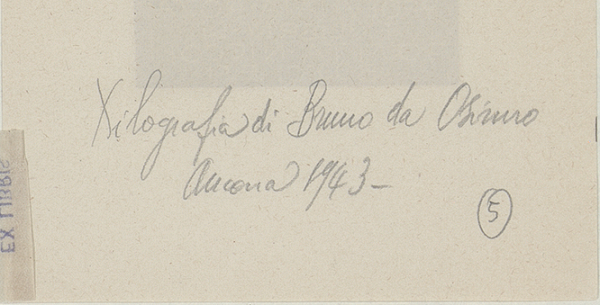 Xilografia di Bruno da Osimo
Ancona 1943 -
5
EX LIBRIS